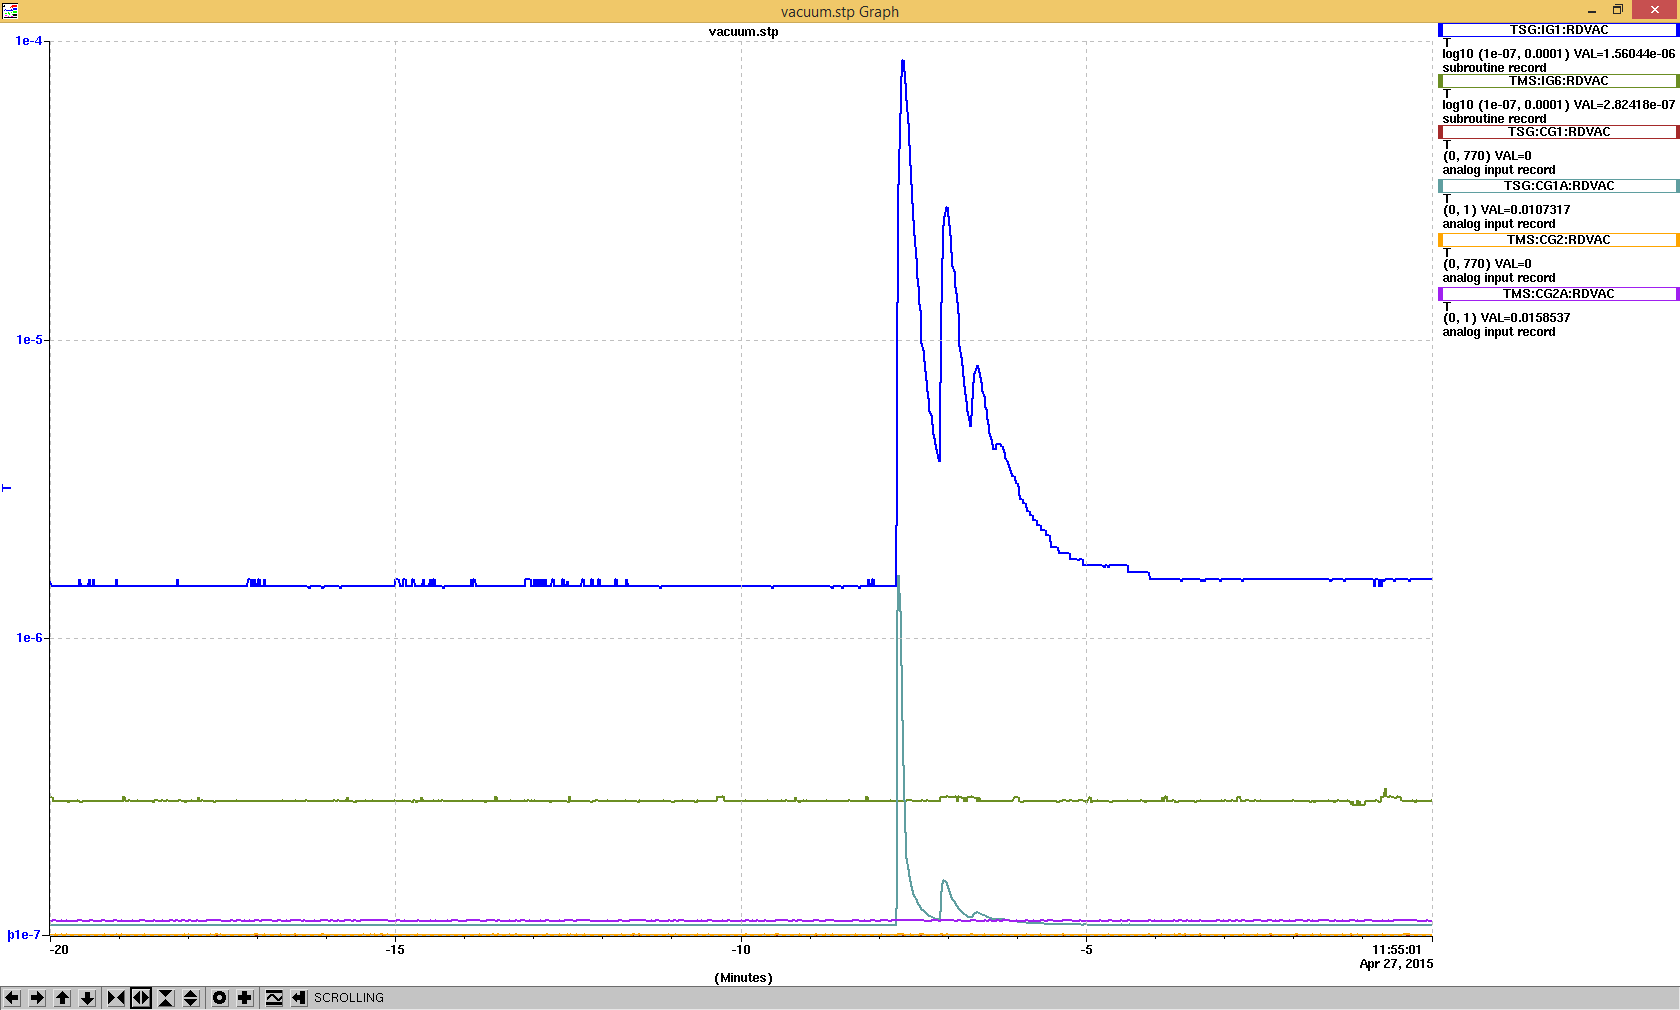 vacuum.stp Graph
vacuum.stp
1e-4
1e-5
T
1e-6
1e-7
-20
-15
-10
-5
11:55:01
Apr 27, 2015
(Minutes)
SCROLLING
TSG:IG1:RDVAC
T
log10 (1e-07, 0.0001) VAL=1.56044e-06
subroutine record
TMS:IG6:RDVAC
T
log10 (1e-07, 0.0001) VAL=2.82418e-07
subroutine record
TSG:CG1:RDVAC
T
(0, 770) VAL=0
analog input record
TSG:CG1A:RDVAC
T
(0, 1) VAL=0.0107317
analog input record
TMS:CG2:RDVAC
T
(0, 770) VAL=0
analog input record
TMS:CG2A:RDVAC
T
(0, 1) VAL=0.0158537
analog input record